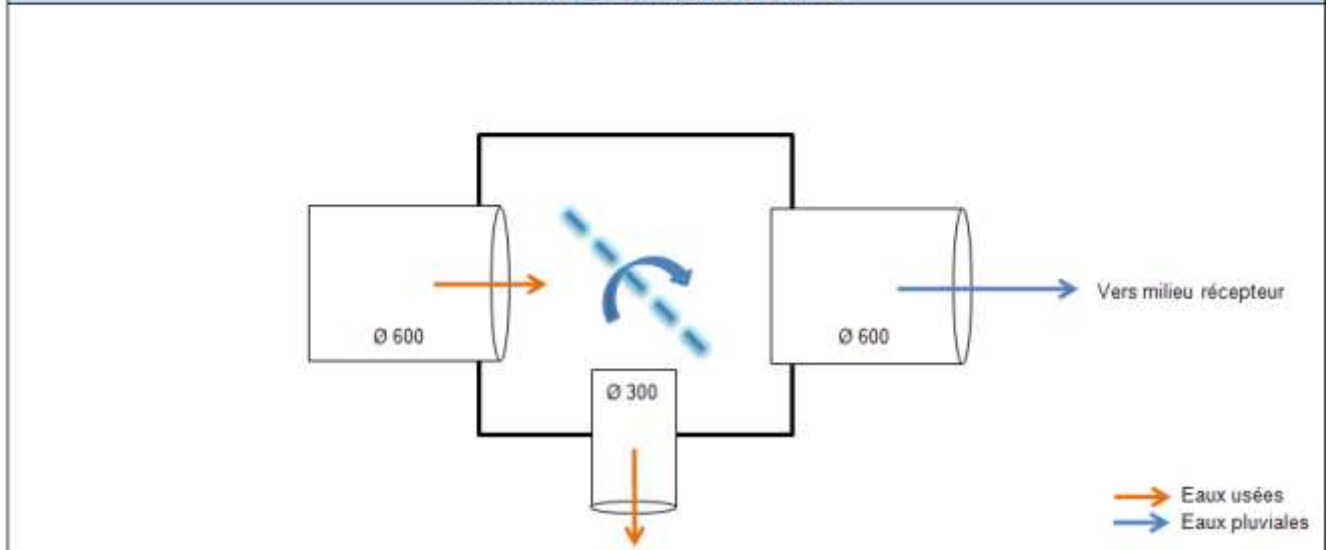 Vers milieu récepteur
Ø 600
Ø 600
Ø 300
Eaux usées
Eaux pluviales